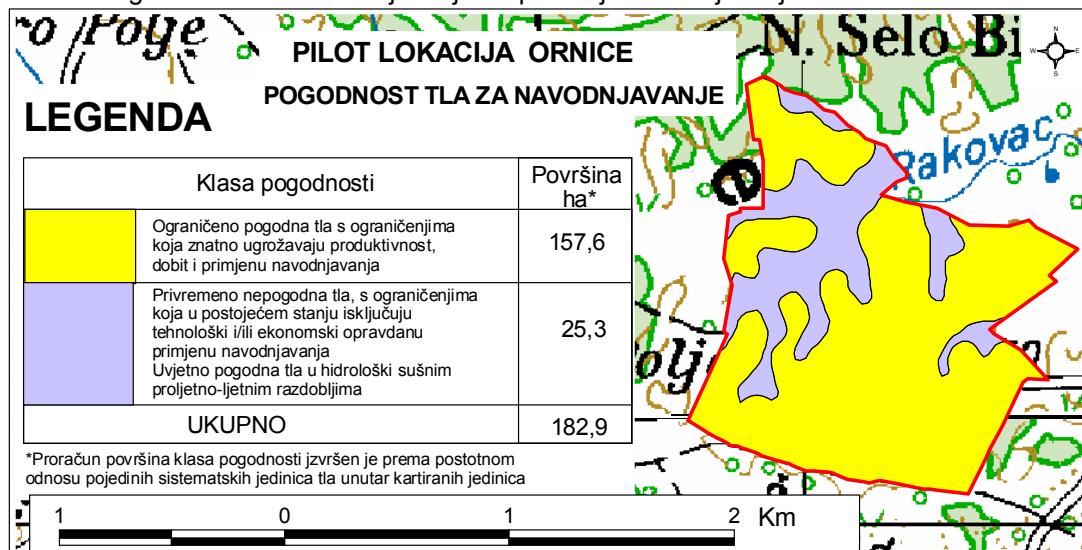 PILOT LOKACIJA ORNICE
POGODNOST TLA ZA NAVODNJAVANJE
LEGENDA
Klasa pogodnosti
Površina
ha*
Ograničeno pogodna tla s ograničenjima
koja znatno ugrožavaju produktivnost,
dobit i primjenu navodnjavanja
157,6
Privremeno nepogodna tla, s ograničenjima
koja u postojećem stanju isključuju
tehnološki i/ili ekonomski opravdanu
primjenu navodnjavanja
Uvjetno pogodna tla u hidrološki sušnim
proljetno-ljetnim razdobljima
25,3
UKUPNO
182,9
*Proračun površina klasa pogodnosti jzvršen je prema postotnom
odnosu pojedinih sistematskih jedinica tla unutar kartiranih jedinica
1 0 1 2 Km
Polje
N. Selo Bi
N
E
S
W
Rakovac